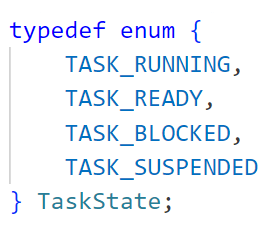 typedef enum {
    TASK_RUNNING,
    TASK_READY,
    TASK_BLOCKED,
    TASK_SUSPENDED
} TaskState;